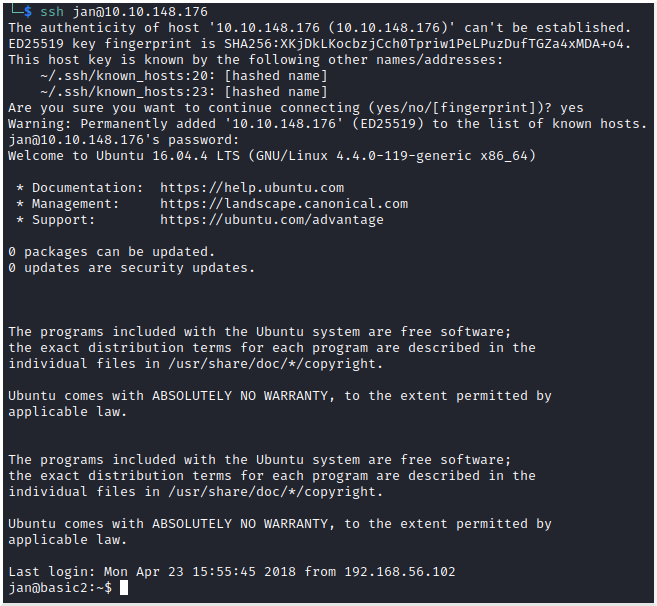 └─$ ssh jan@10.10.148.176
The authenticity of host '10.10.148.176 (10.10.148.176)' can't be established.
ED25519 key fingerprint is SHA256:XKjDkLKocbzjCch0Tpriw1PeLPuzDufTGZa4xMDA+o4.
This host key is known by the following other names/addresses:
    ~/.ssh/known_hosts:20: [hashed name]
    ~/.ssh/known_hosts:23: [hashed name]
Are you sure you want to continue connecting (yes/no/[fingerprint])? yes
Warning: Permanently added '10.10.148.176' (ED25519) to the list of known hosts.
jan@10.10.148.176's password:
Welcome to Ubuntu 16.04.4 LTS (GNU/Linux 4.4.0-119-generic x86_64)

 * Documentation:  https://help.ubuntu.com
 * Management:     https://landscape.canonical.com
 * Support:        https://ubuntu.com/advantage

0 packages can be updated.
0 updates are security updates.

The programs included with the Ubuntu system are free software;
the exact distribution terms for each program are described in the
individual files in /usr/share/doc/*/copyright.

Ubuntu comes with ABSOLUTELY NO WARRANTY, to the extent permitted by
applicable law.

The programs included with the Ubuntu system are free software;
the exact distribution terms for each program are described in the
individual files in /usr/share/doc/*/copyright.

Ubuntu comes with ABSOLUTELY NO WARRANTY, to the extent permitted by
applicable law.

Last login: Mon Apr 23 15:55:45 2018 from 192.168.56.102
jan@basic2:~$